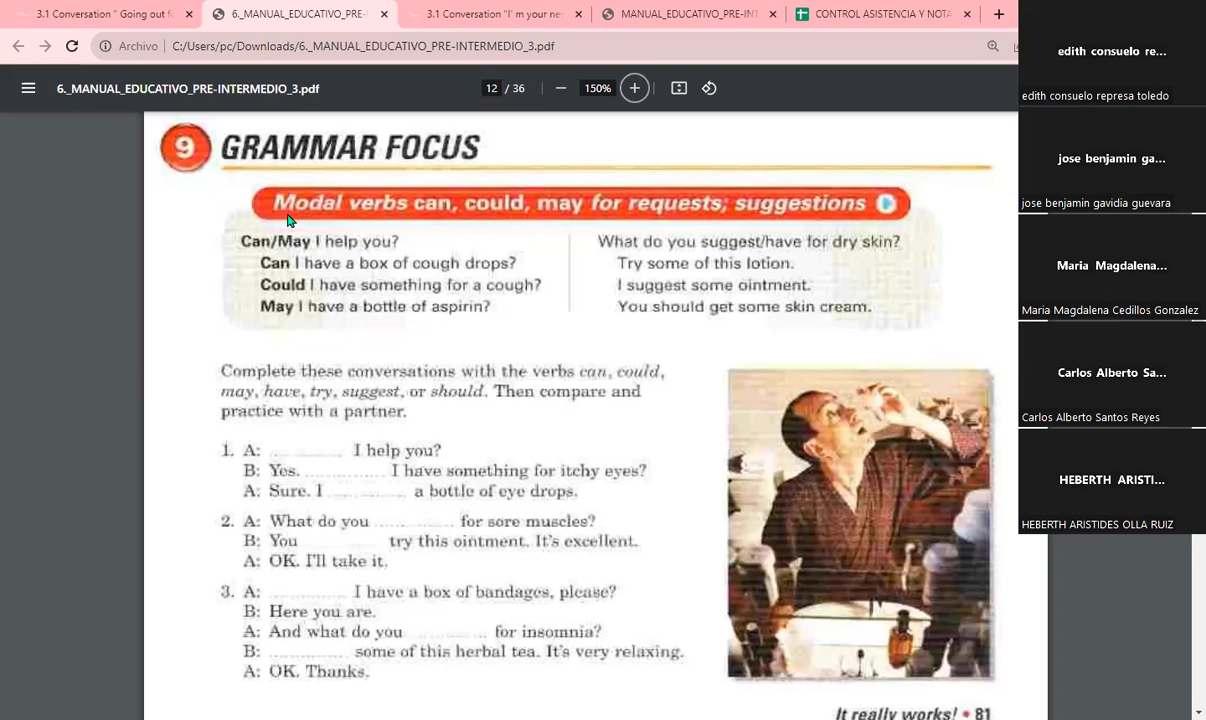 3.1 Conversation " Going out f
6._MANUAL_EDUCATIVO_PRE-
3.1 Conversation "I' m your ne
MANUAL_EDUCATIVO_PRE-INT
CONTROL ASISTENCIA Y NOTA
Archivo C:/Users/pc/Downloads/6._MANUAL_EDUCATIVO_PRE-INTERMEDIO_3.pdf
6._MANUAL_EDUCATIVO_PRE-INTERMEDIO_3.pdf 12 / 36 150%
9 GRAMMAR FOCUS
Modal verbs can, could, may for requests; suggestions
Can/May I help you?
Can I have a box of cough drops?
Could I have something for a cough?
May I have a bottle of aspirin?
What do you suggest/have for dry skin?
Try some of this lotion.
I suggest some ointment.
You should get some skin cream.
Complete these conversations with the verbs can, could,
may, have, try, suggest, or should. Then compare and
practice with a partner.
1. A: ............ I help you?
B: Yes. ............ I have something for itchy eyes?
A: Sure. I ............ a bottle of eye drops.
2. A: What do you ............ for sore muscles?
B: You ............ try this ointment. It's excellent.
A: OK. I'll take it.
3. A: ............ I have a box of bandages, please?
B: Here you are.
A: And what do you ............ for insomnia?
B: ............ some of this herbal tea. It's very relaxing.
A: OK. Thanks.
It really works! • 81
edith consuelo re...
edith consuelo represa toledo
jose benjamin ga...
jose benjamin gavidia guevara
Maria Magdalena...
Maria Magdalena Cedillos Gonzalez
Carlos Alberto Sa...
Carlos Alberto Santos Reyes
HEBERTH ARISTI...
HEBERTH ARISTIDES OLLA RUIZ